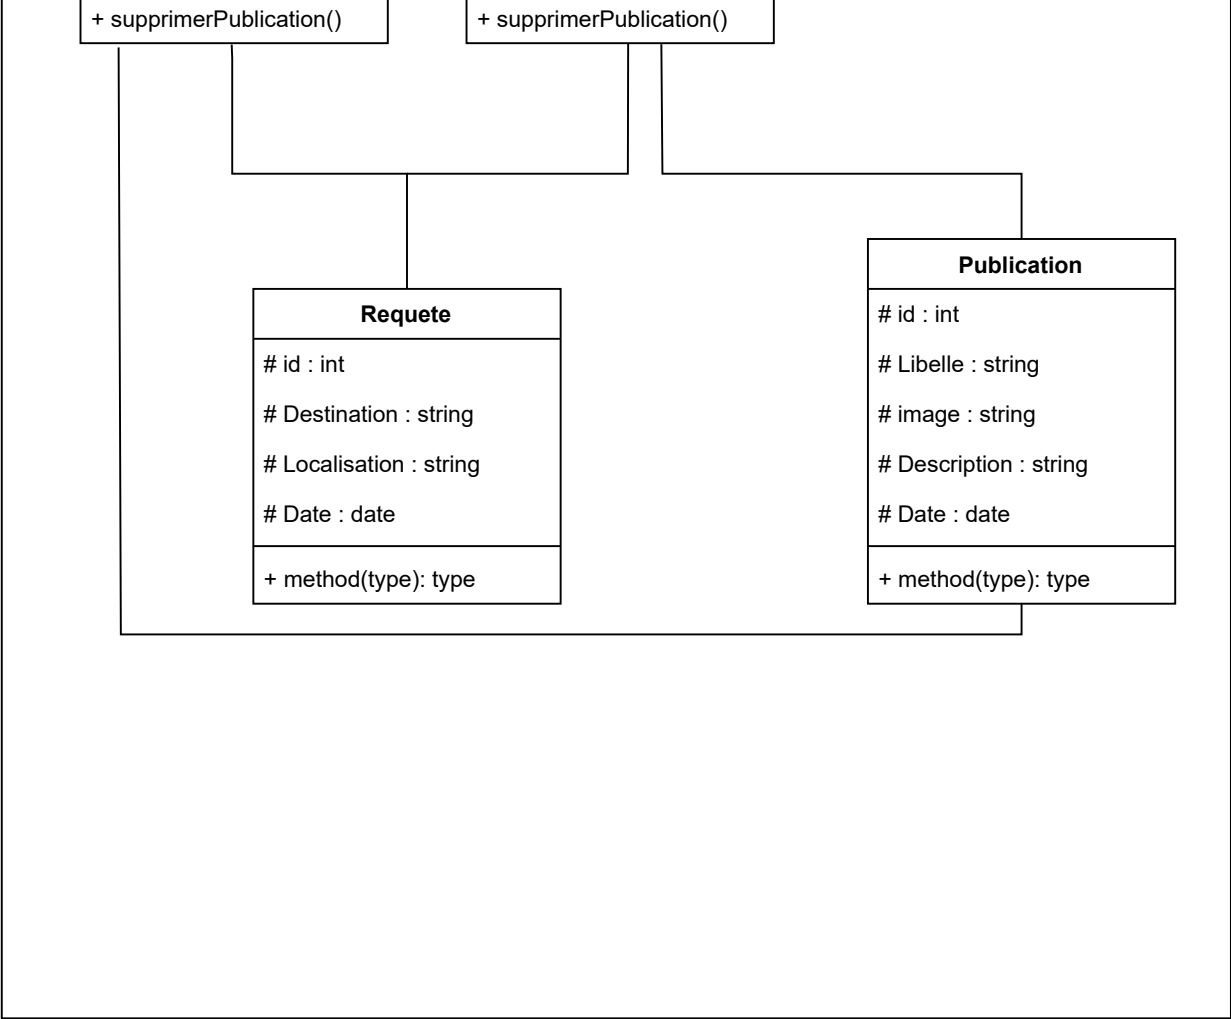 + supprimerPublication()
+ supprimerPublication()
Requete
# id : int
# Destination : string
# Localisation : string
# Date : date
+ method(type): type
Publication
# id : int
# Libelle : string
# image : string
# Description : string
# Date : date
+ method(type): type